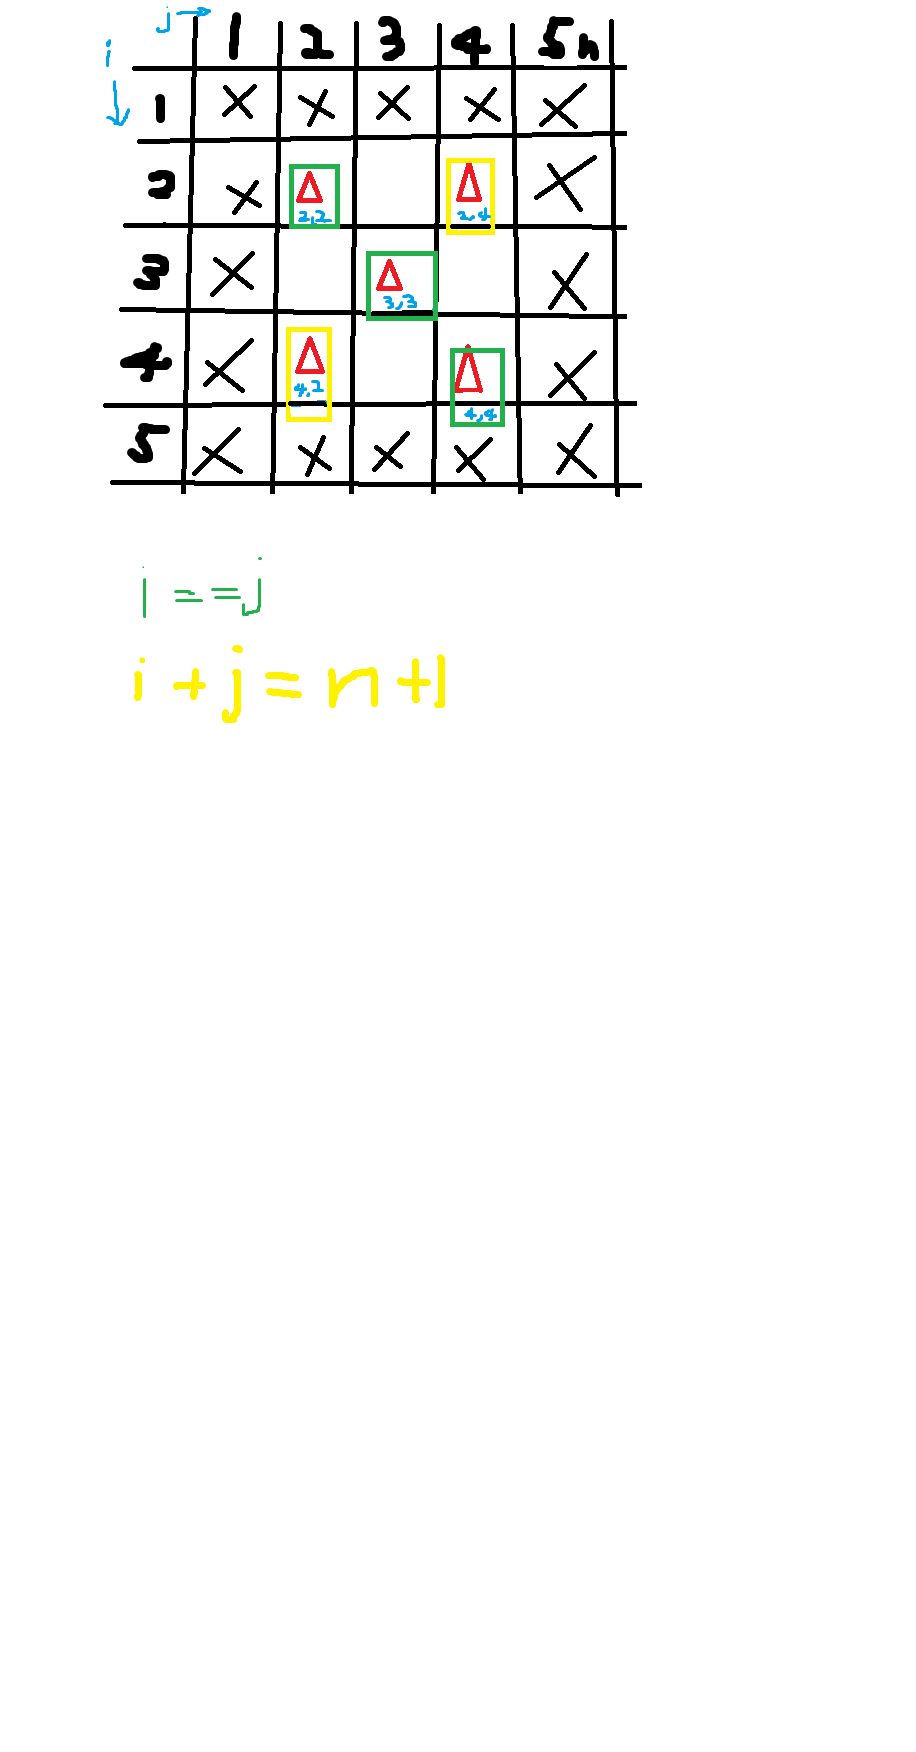 j →
i ↓
1 2 3 4 5n
1 × × × × ×
2 × Δ 2,2 Δ 2,4 ×
3 × Δ 3,3 ×
4 × Δ 4,2 Δ 4,4 ×
5 × × × × ×
i==j
i+j=n+1